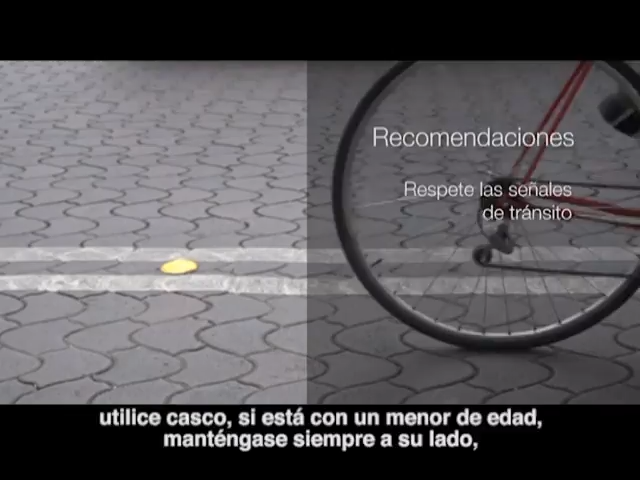 Recomendaciones
Respete las señales
de tránsito
utilice casco, si está con un menor de edad,
manténgase siempre a su lado,